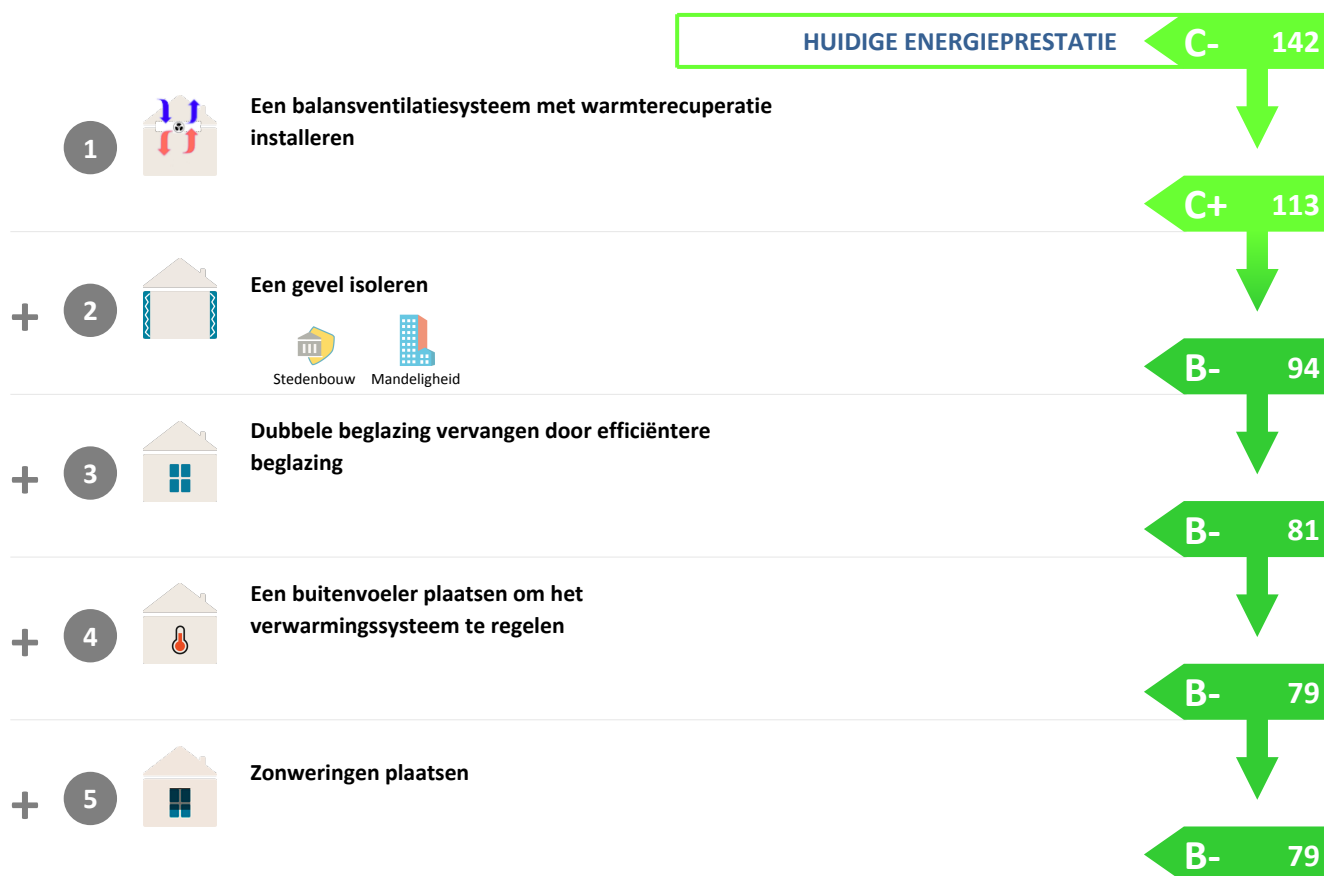 HUIDIGE ENERGIEPRESTATIE C- 142
1 Een balansventilatiesysteem met warmterecuperatie
installeren
C+ 113
+ 2 Een gevel isoleren
Stedenbouw Mandeligheid
B- 94
+ 3 Dubbele beglazing vervangen door efficiëntere
beglazing
B- 81
+ 4 Een buitenvoeler plaatsen om het
verwarmingssysteem te regelen
B- 79
+ 5 Zonweringen plaatsen
B- 79